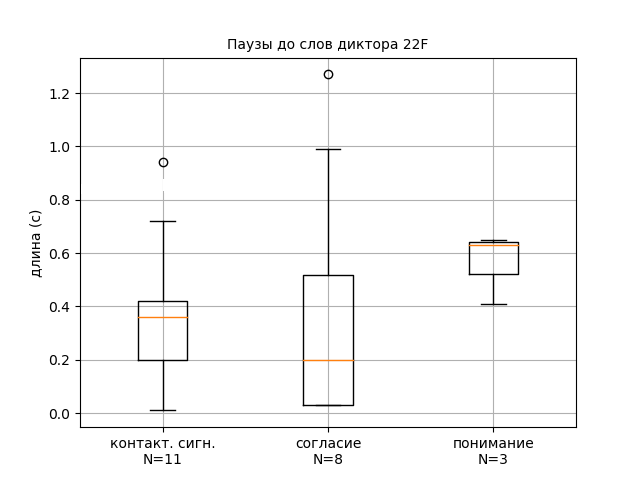 Паузы до слов диктора 22F
длина (с)
1.2
1.0
0.8
0.6
0.4
0.2
0.0
контакт. сигн.
N=11
согласие
N=8
понимание
N=3